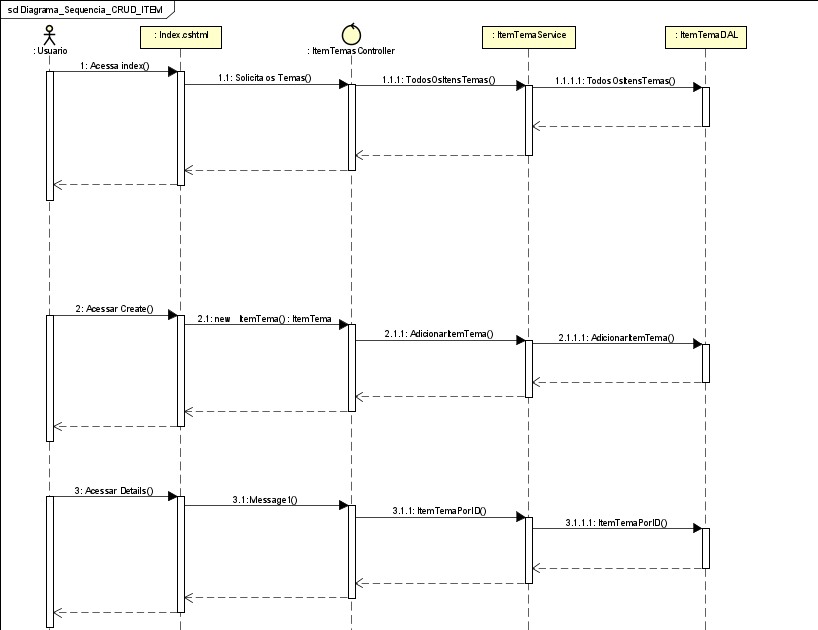 sd Diagrama_Sequencia_CRUD_ITEM
: Usuario
: Index.cshtml
: ItemTemas Controller
: ItemTemaService
: ItemTemaDAL
1: Acessa index()
1.1: Solicita os Temas()
1.1.1: TodosOsItensTemas()
1.1.1.1: TodosOsItensTemas()
2: Acessar Create()
2.1: new ItemTema() : ItemTema
2.1.1: AdicionarItemTema()
2.1.1.1: AdicionarItemTema()
3: Acessar Details()
3.1:Message1()
3.1.1: ItemTemaPorID()
3.1.1.1: ItemTemaPorID()